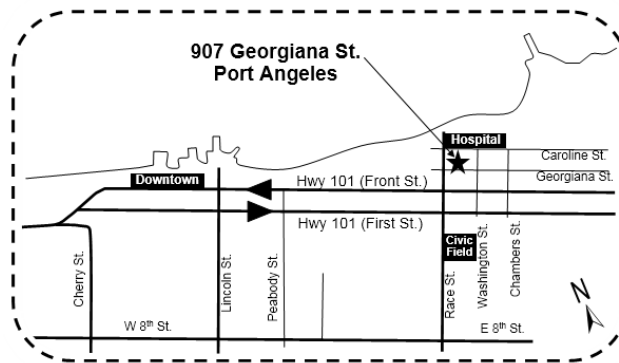 907 Georgiana St.
Port Angeles
Hospital
Caroline St.
Georgiana St.
Downtown
Hwy 101 (Front St.)
Hwy 101 (First St.)
Civic
Field
Cherry St.
Lincoln St.
Peabody St.
Race St.
Washington St.
Chambers St.
W 8th St.
E 8th St.
N